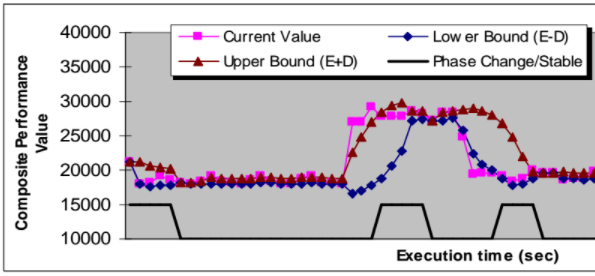 Composite Performance
Value
40000
35000
30000
25000
20000
15000
10000
Current Value
Lower Bound (E-D)
Upper Bound (E+D)
Phase Change/Stable
Execution time (sec)